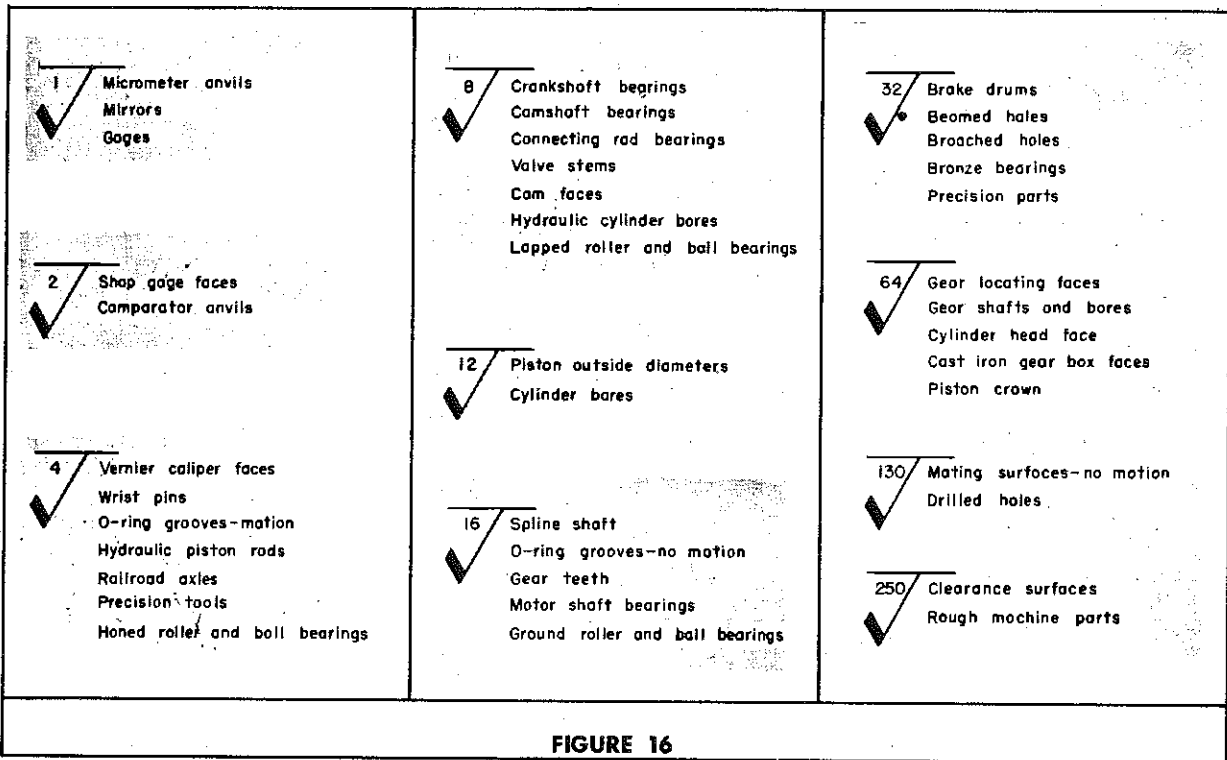 1 Micrometer anvils
Mirrors
Gages
2 Shop gage faces
Comparator anvils
4 Vernier caliper faces
Wrist pins
O-ring grooves-motion
Hydraulic piston rods
Railroad axles
Precision tools
Honed roller and ball bearings
8 Crankshaft bearings
Camshaft bearings
Connecting rod bearings
Valve stems
Cam faces
Hydraulic cylinder bores
Lapped roller and ball bearings
12 Piston outside diameters
Cylinder bores
16 Spline shaft
O-ring grooves-no motion
Gear teeth
Motor shaft bearings
Ground roller and ball bearings
32 Brake drums
Beamed holes
Broached holes
Bronze bearings
Precision parts
64 Gear locating faces
Gear shafts and bores
Cylinder head face
Cast iron gear box faces
Piston crown
130 Mating surfaces-no motion
Drilled holes
250 Clearance surfaces
Rough machine parts
FIGURE 16